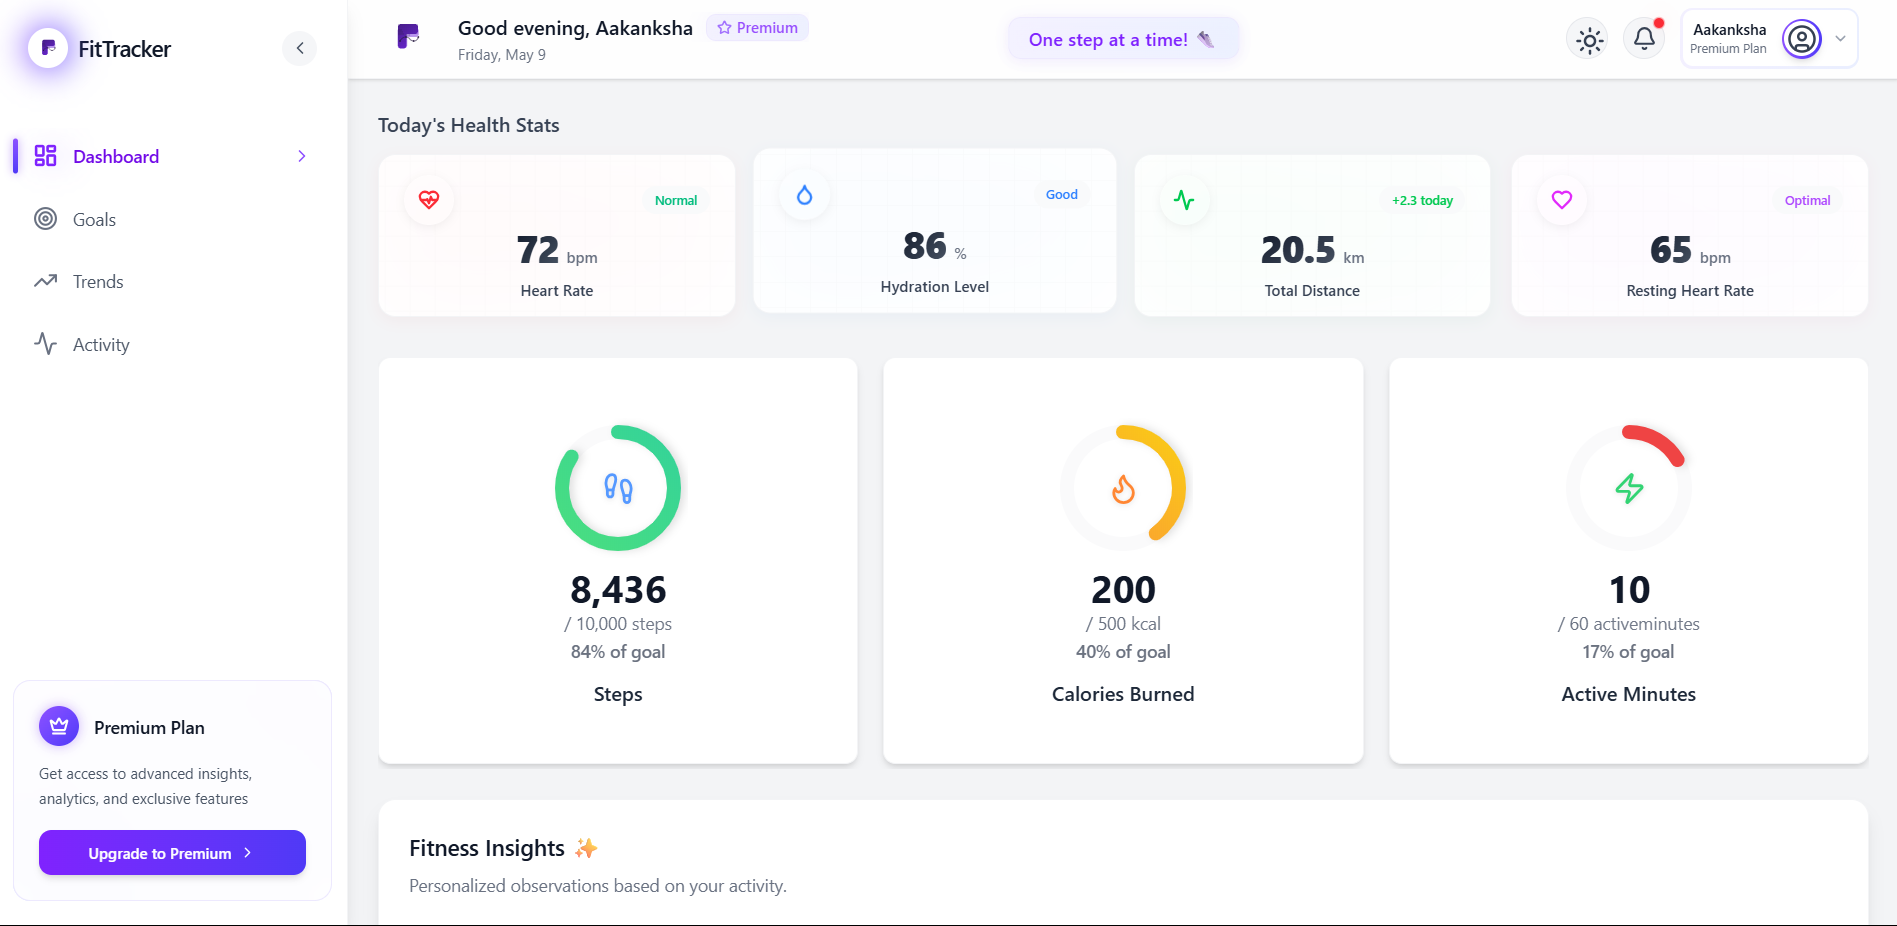 FitTracker
Dashboard
Goals
Trends
Activity
Premium Plan
Get access to advanced insights,
analytics, and exclusive features
Upgrade to Premium
Good evening, Aakanksha
Premium
Friday, May 9
One step at a time!
Aakanksha
Premium Plan
Today's Health Stats
Normal
72 bpm
Heart Rate
Good
86 %
Hydration Level
+2.3 today
20.5 km
Total Distance
Optimal
65 bpm
Resting Heart Rate
8,436
/ 10,000 steps
84% of goal
Steps
200
/ 500 kcal
40% of goal
Calories Burned
10
/ 60 activeminutes
17% of goal
Active Minutes
Fitness Insights ✨
Personalized observations based on your activity.